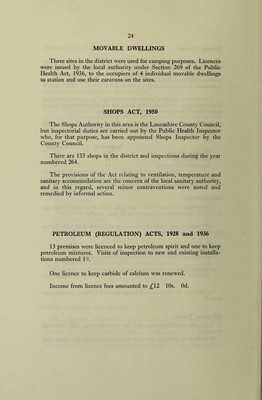 24
MOVABLE DWELLINGS
Three sites in the district were used for camping purposes. Licences
were issued by the local authority under Section 269 of the Public
Health Act, 1936, to the occupiers of 4 individual movable dwellings
to station and use their caravans on the sites.
SHOPS ACT, 1950
The Shops Authority in this area is the Lancashire County Council,
but inspectorial duties are carried out by the Public Health Inspector
who, for that purpose, has been appointed Shops Inspector by the
County Council.
There are 133 shops in the district and inspections during the year
numbered 264.
The provisions of the Act relating to ventilation, temperature and
sanitary accommodation are the concern of the local sanitary authority,
and in this regard, several minor contraventions were noted and
remedied by informal action.
PETROLEUM (REGULATION) ACTS, 1928 and 1936
13 premises were licenced to keep petroleum spirit and one to keep
petroleum mixtures. Visits of inspection to new and existing installa-
tions numbered
One licence to keep carbide of calcium was renewed.
Income from licence fees amounted to £12 10s. 0d.